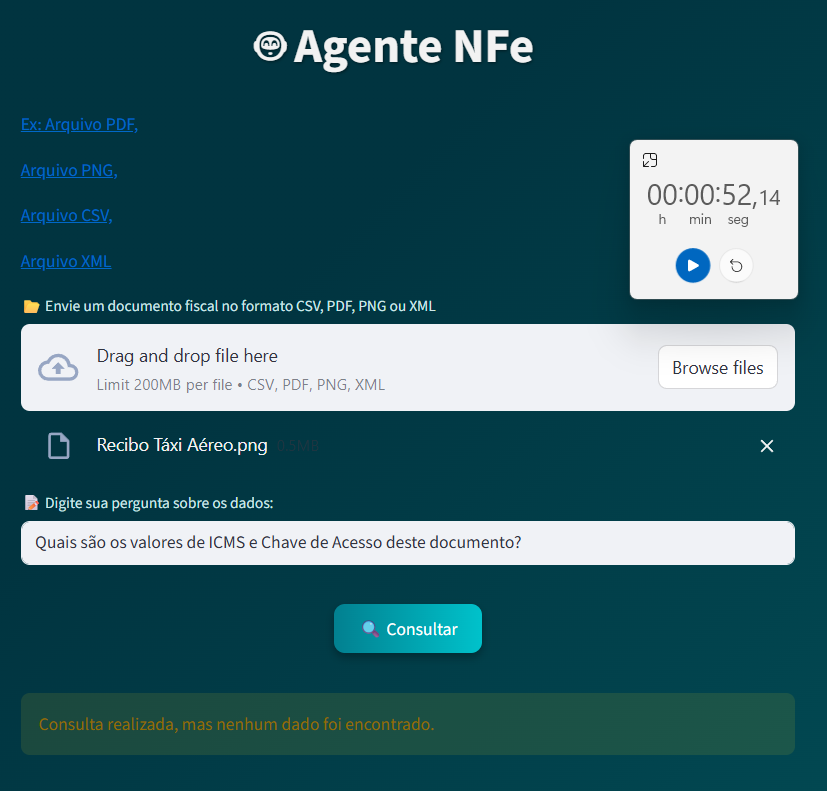 Agente NFe
Ex: Arquivo PDF,
Arquivo PNG,
Arquivo CSV,
Arquivo XML
00:00:52,14
h min seg
Envie um documento fiscal no formato CSV, PDF, PNG ou XML
Drag and drop file here
Limit 200MB per file • CSV, PDF, PNG, XML
Browse files
Recibo Táxi Aéreo.png 0.5MB
Digite sua pergunta sobre os dados:
Quais são os valores de ICMS e Chave de Acesso deste documento?
Consultar
Consulta realizada, mas nenhum dado foi encontrado.